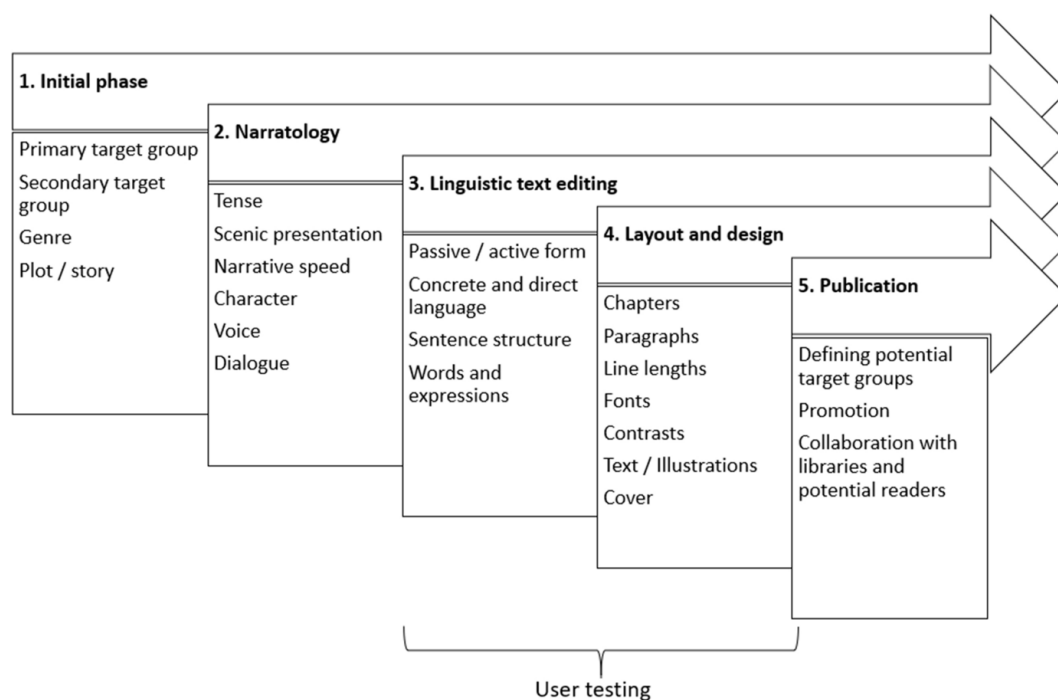 1. Initial phase
Primary target group
Secondary target
group
Genre
Plot / story
2. Narratology
Tense
Scenic presentation
Narrative speed
Character
Voice
Dialogue
3. Linguistic text editing
Passive / active form
Concrete and direct
language
Sentence structure
Words and
expressions
4. Layout and design
Chapters
Paragraphs
Line lengths
Fonts
Contrasts
Text / Illustrations
Cover
5. Publication
Defining potential
target groups
Promotion
Collaboration with
libraries and
potential readers
User testing